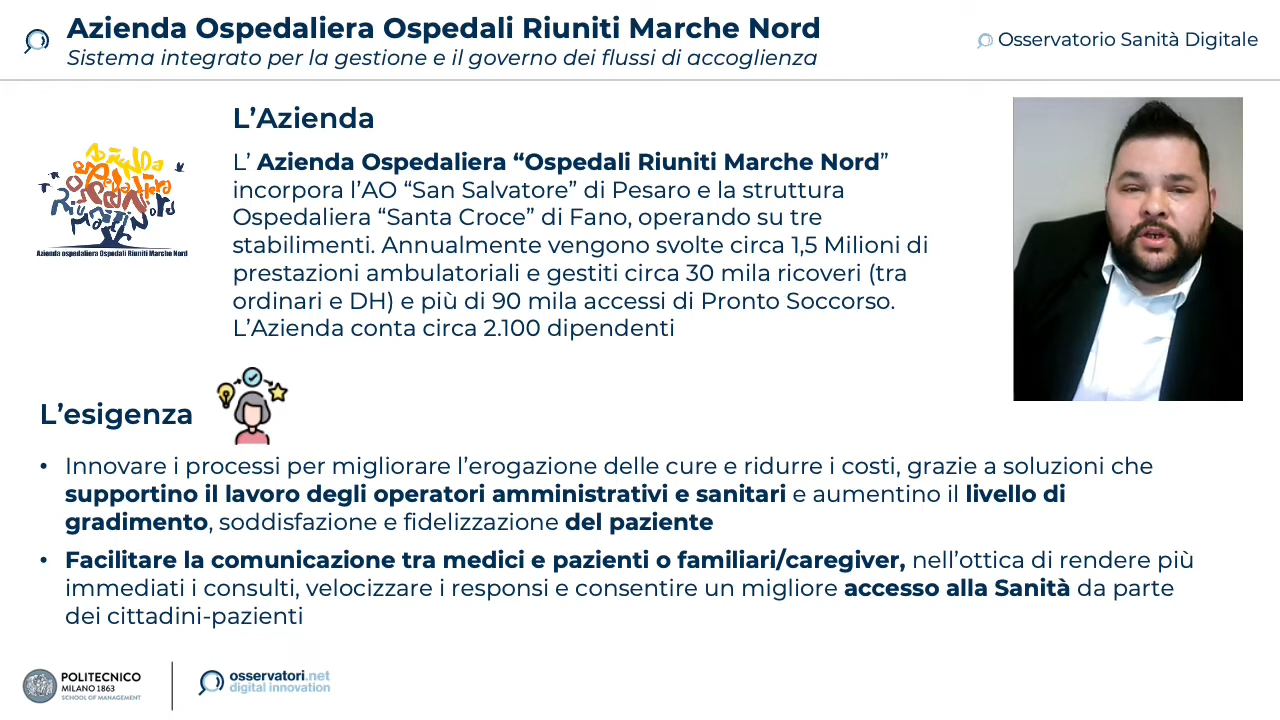 Azienda Ospedaliera Ospedali Riuniti Marche Nord
Sistema integrato per la gestione e il governo dei flussi di accoglienza
Osservatorio Sanità Digitale
L’Azienda
Azienda Ospedaliera
Ospedali
Riuniti
Marche Nord
Azienda ospedaliera Ospedali Riuniti Marche Nord
L’ Azienda Ospedaliera “Ospedali Riuniti Marche Nord”
incorpora l’AO “San Salvatore” di Pesaro e la struttura
Ospedaliera “Santa Croce” di Fano, operando su tre
stabilimenti. Annualmente vengono svolte circa 1,5 Milioni di
prestazioni ambulatoriali e gestiti circa 30 mila ricoveri (tra
ordinari e DH) e più di 90 mila accessi di Pronto Soccorso.
L’Azienda conta circa 2.100 dipendenti
L’esigenza
• Innovare i processi per migliorare l’erogazione delle cure e ridurre i costi, grazie a soluzioni che
supportino il lavoro degli operatori amministrativi e sanitari e aumentino il livello di
gradimento, soddisfazione e fidelizzazione del paziente
• Facilitare la comunicazione tra medici e pazienti o familiari/caregiver, nell’ottica di rendere più
immediati i consulti, velocizzare i responsi e consentire un migliore accesso alla Sanità da parte
dei cittadini-pazienti
POLITECNICO
MILANO 1863
SCHOOL OF MANAGEMENT
osservatori.net
digital innovation